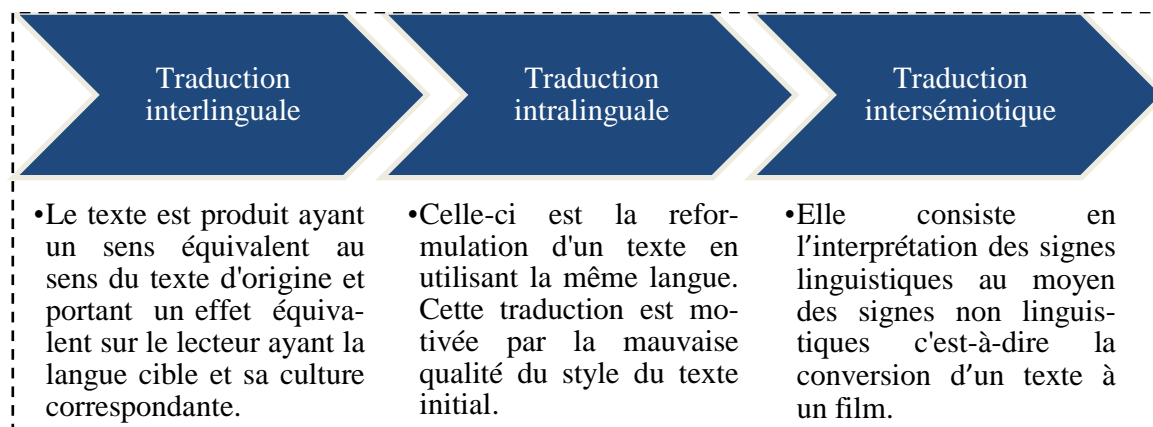 Traduction
interlinguale
Traduction
intralinguale
Traduction
intersémiotique
•Le texte est produit ayant
un sens équivalent au
sens du texte d'origine et
portant un effet équiva-
lent sur le lecteur ayant la
langue cible et sa culture
correspondante.
•Celle-ci est la refor-
mulation d'un texte en
utilisant la même langue.
Cette traduction est mo-
tivée par la mauvaise
qualité du style du texte
initial.
•Elle consiste en
l’interprétation des signes
linguistiques au moyen
des signes non linguis-
tiques c'est-à-dire la
conversion d’un texte à
un film.